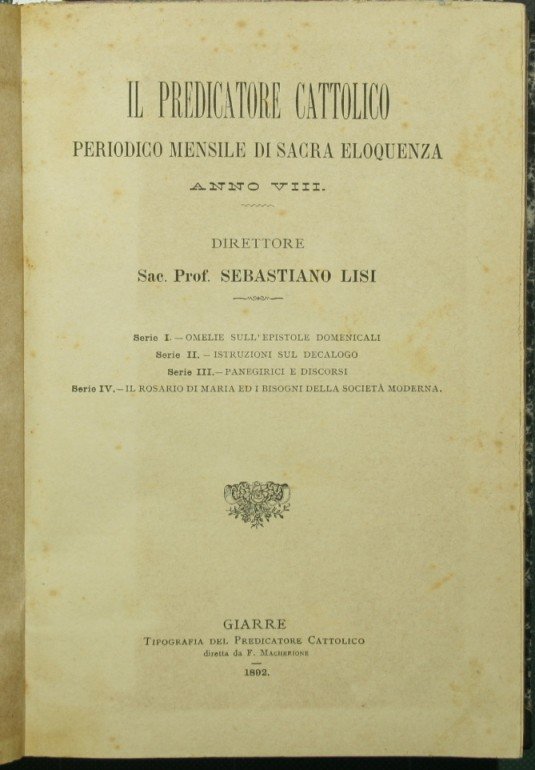 IL PREDICATORE CATTOLICO
PERIODICO MENSILE DI SACRA ELOQUENZA
ANNO VIII.
DIRETTORE
Sac. Prof. SEBASTIANO LISI
Serie I. — OMELIE SULL'EPISTOLE DOMENICALI
Serie II. — ISTRUZIONI SUL DECALOGO
Serie III. — PANEGIRICI E DISCORSI
Serie IV. — IL ROSARIO DI MARIA ED I BISOGNI DELLA SOCIETÀ MODERNA.
GIARRE
TIPOGRAFIA DEL PREDICATORE CATTOLICO
diretta da F. MACHERIONE
1892.